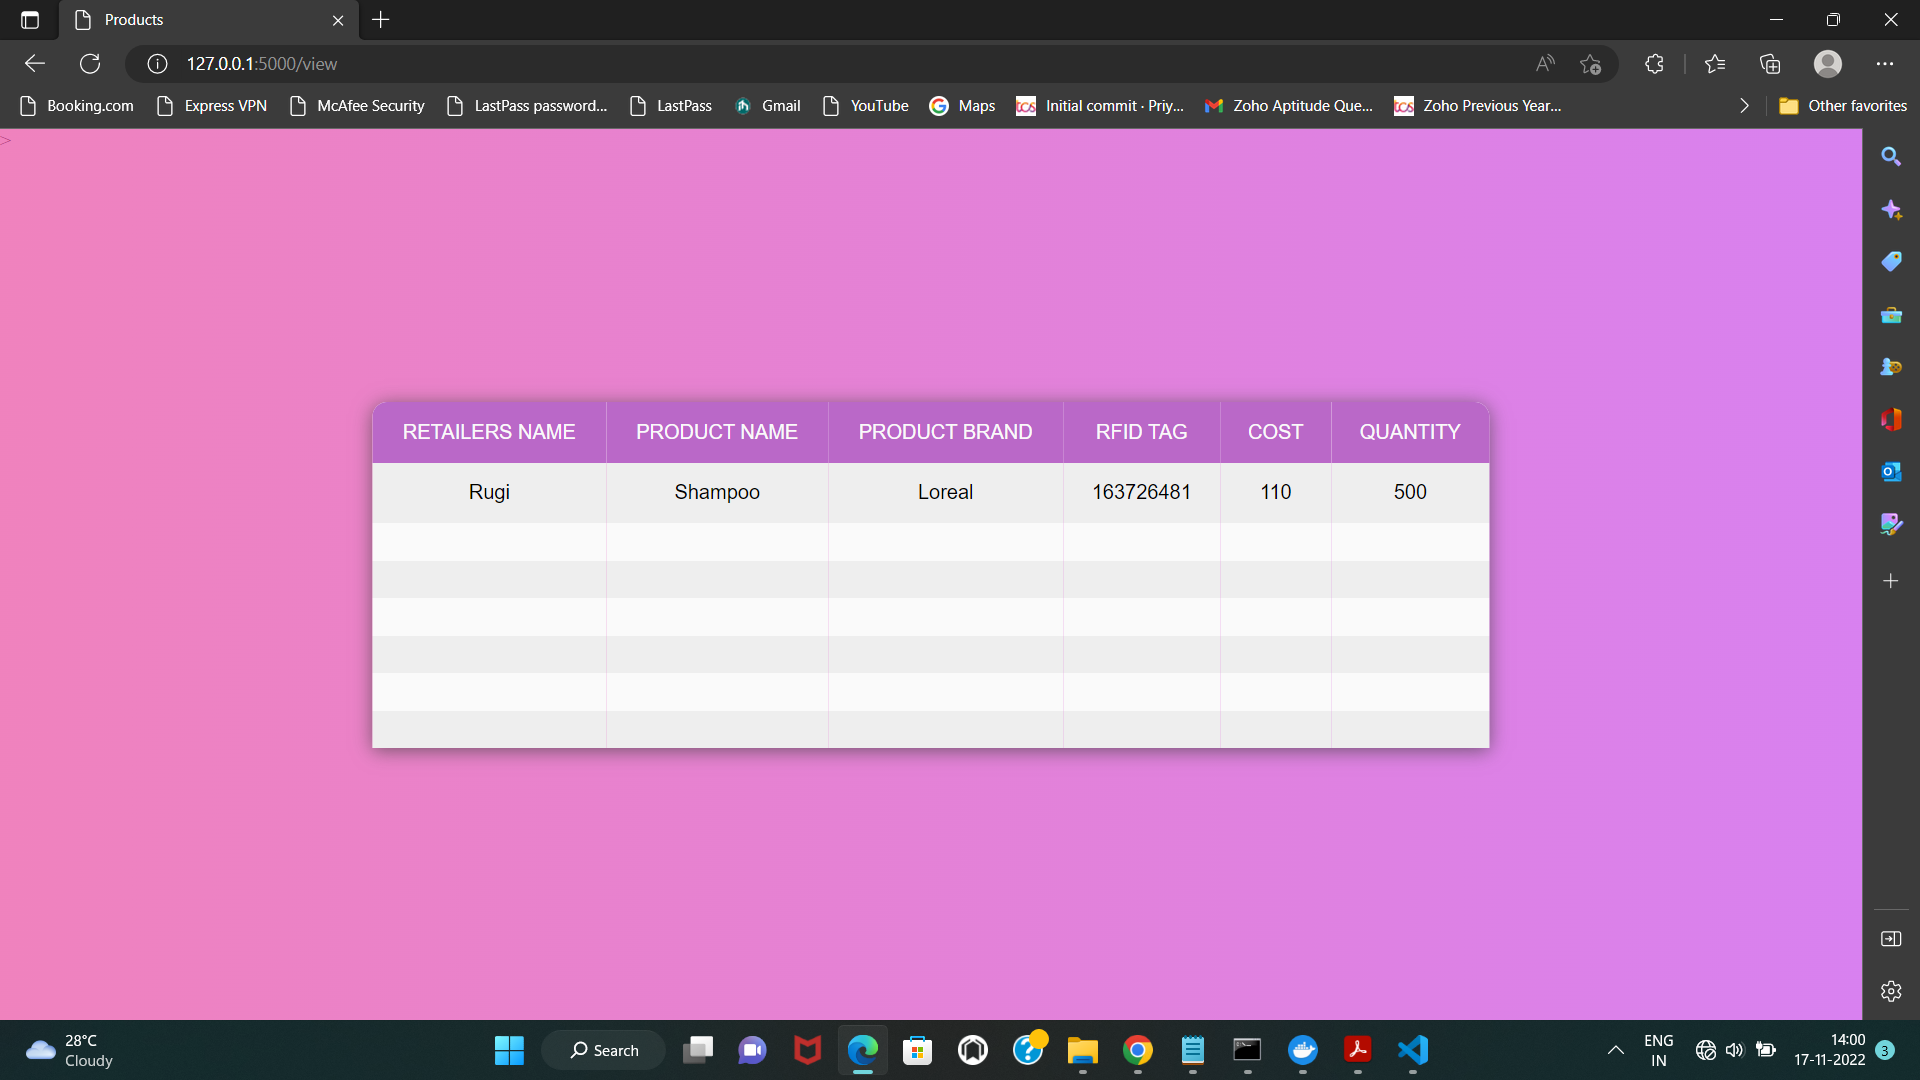 Products
127.0.0.1:5000/view
Booking.com Express VPN McAfee Security LastPass password... LastPass Gmail YouTube Maps Initial commit · Priy... Zoho Aptitude Que... Zoho Previous Year... Other favorites
>
RETAILERS NAME PRODUCT NAME PRODUCT BRAND RFID TAG COST QUANTITY
Rugi Shampoo Loreal 163726481 110 500
28°C
Cloudy
Search
ENG
IN
14:00
17-11-2022
3